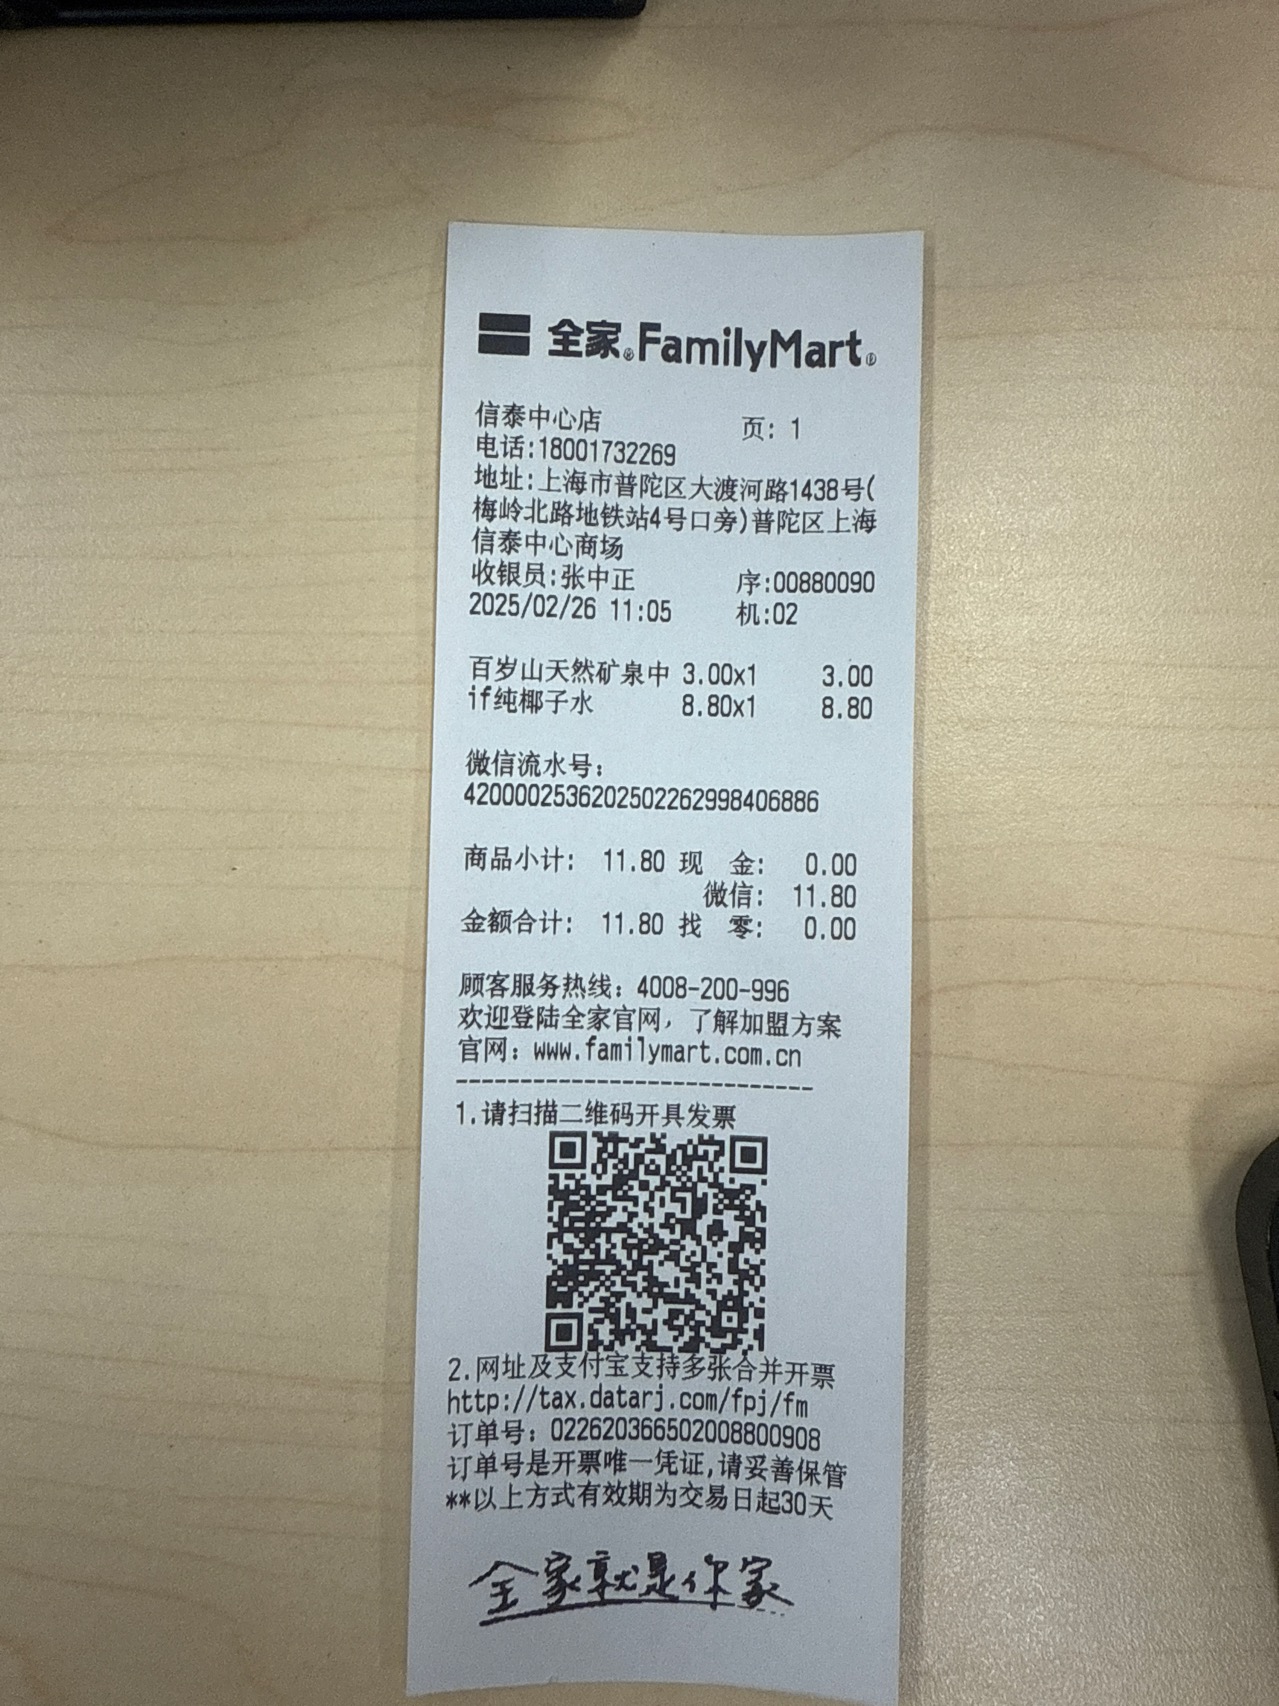 全家®FamilyMart®
信泰中心店 页: 1
电话:18001732269
地址:上海市普陀区大渡河路1438号(
梅岭北路地铁站4号口旁)普陀区上海
信泰中心商场
收银员:张中正 序:00880090
2025/02/26 11:05 机:02
百岁山天然矿泉中 3.00x1 3.00
if纯椰子水 8.80x1 8.80
微信流水号:
4200002536202502262998406886
商品小计: 11.80 现 金: 0.00
微信: 11.80
金额合计: 11.80 找 零: 0.00
顾客服务热线: 4008-200-996
欢迎登陆全家官网, 了解加盟方案
官网: www.familymart.com.cn
----------------------------
1.请扫描二维码开具发票
2.网址及支付宝支持多张合并开票
http://tax.datarj.com/fpj/fm
订单号: 022620366502008800908
订单号是开票唯一凭证,请妥善保管
**以上方式有效期为交易日起30天
全家就是你家